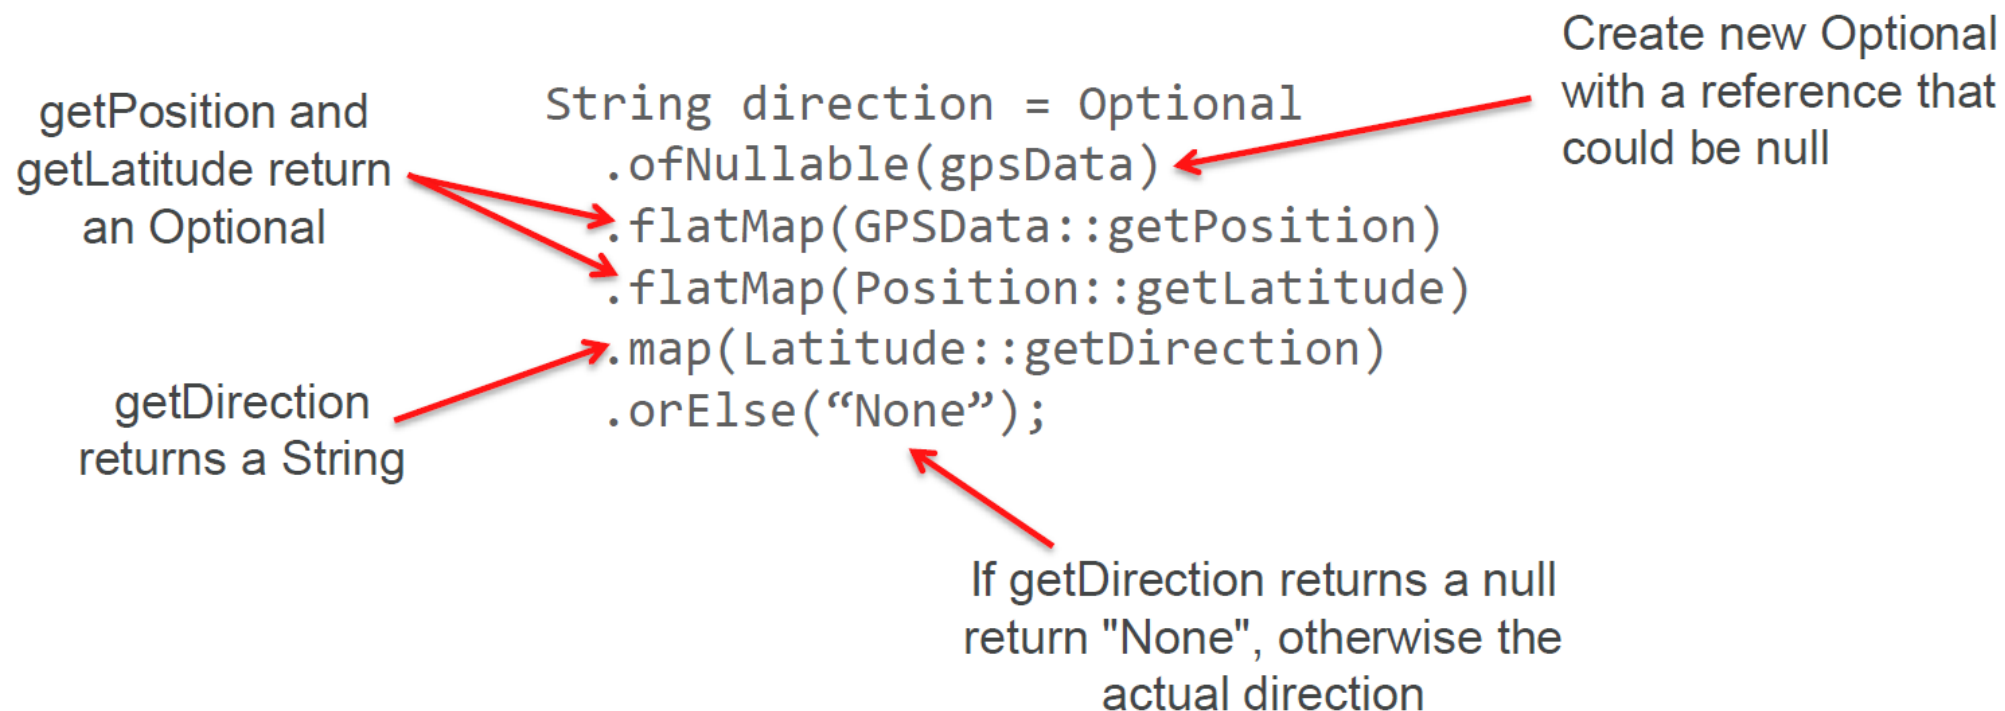 Create new Optional
with a reference that
could be null
getPosition and
getLatitude return
an Optional
String direction = Optional
.ofNullable(gpsData)
.flatMap(GPSData::getPosition)
.flatMap(Position::getLatitude)
.map(Latitude::getDirection)
.orElse(“None”);
getDirection
returns a String
If getDirection returns a null
return "None", otherwise the
actual direction